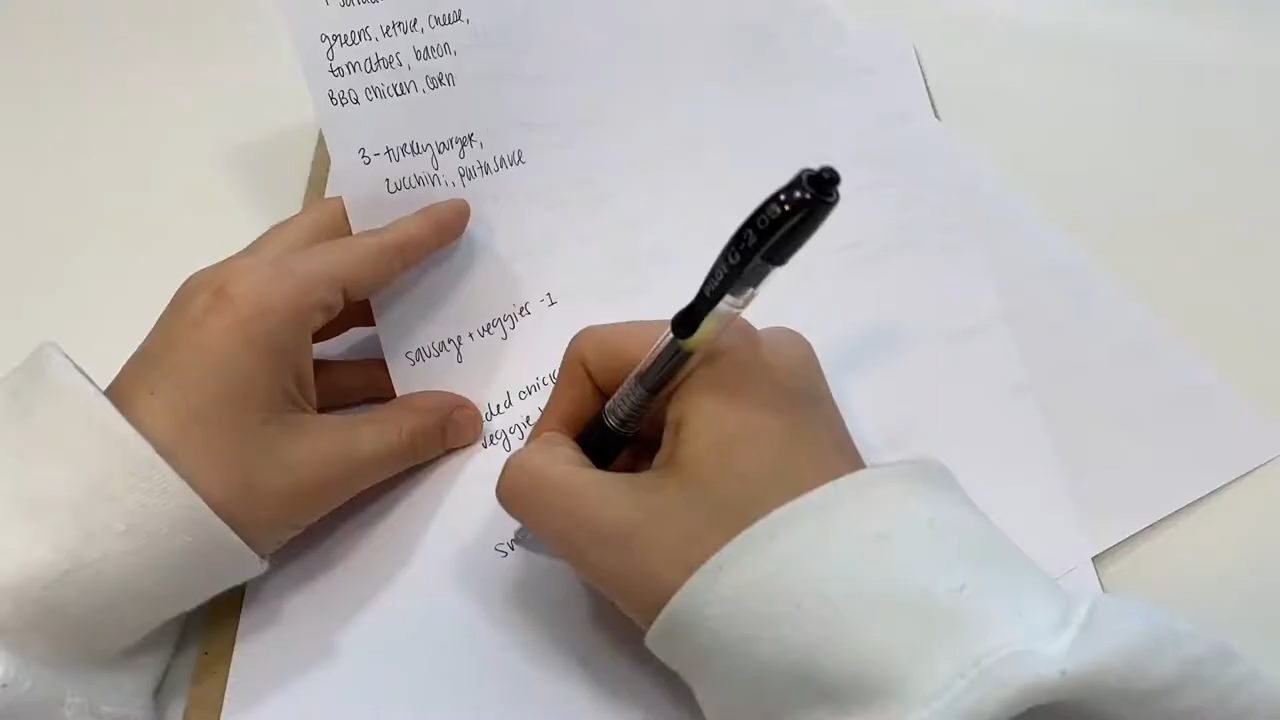 greens, lettuce, cheese,
tomatoes, bacon,
BBQ chicken, corn
3 - turkey burger,
zucchini, pasta sauce
sausage + veggies - 1
veggie
PILOT G-2 05